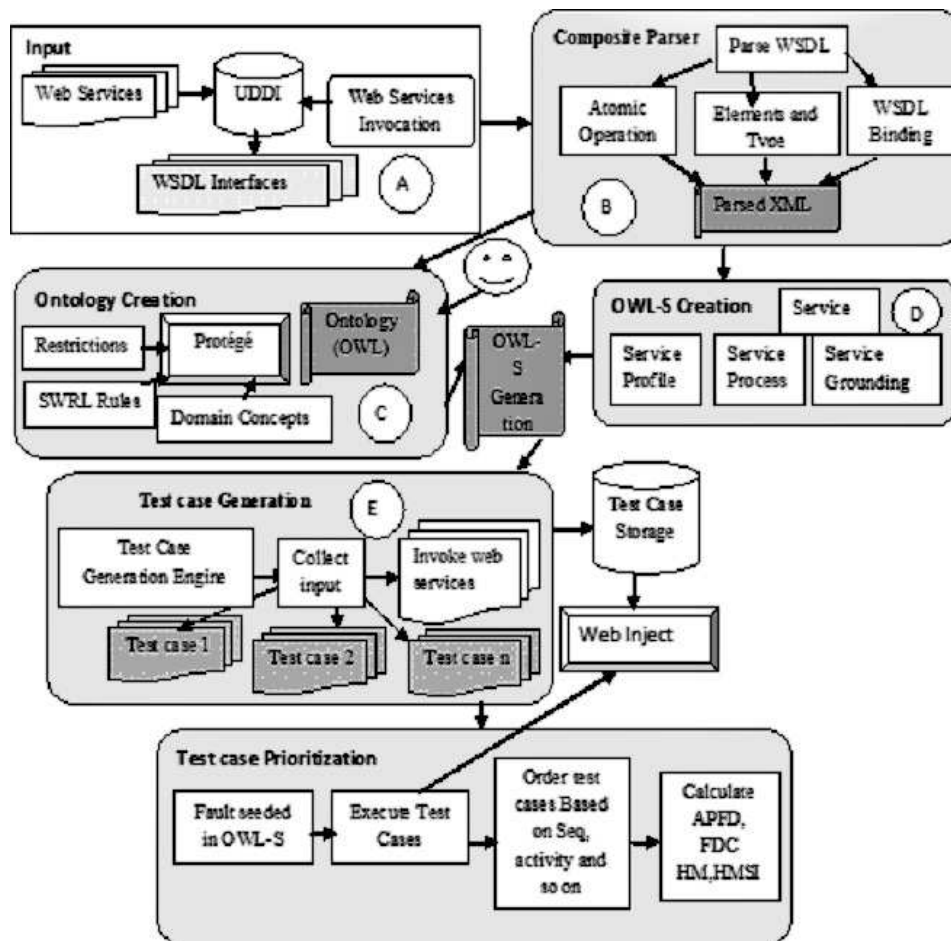 Input
Web Services
UDDI
Web Services
Invocation
WSDL Interfaces
A
Composite Parser
Parse WSDL
Atomic
Operation
Elements and
Type
WSDL
Binding
Parsed XML
B
Ontology Creation
Restrictions
SWRL Rules
Protégé
Domain Concepts
Ontology
(OWL)
C
OWL-
S
Genera
tion
OWL-S Creation
Service
D
Service
Profile
Service
Process
Service
Grounding
Test case Generation
E
Test Case
Generation Engine
Collect
input
Invoke web
services
Test case 1
Test case 2
Test case n
Test Case
Storage
Web Inject
Test case Prioritization
Fault seeded
in OWL-S
Execute Test
Cases
Order test
cases Based
on Seq,
activity and
so on
Calculate
APFD,
FDC
HM,HMSI